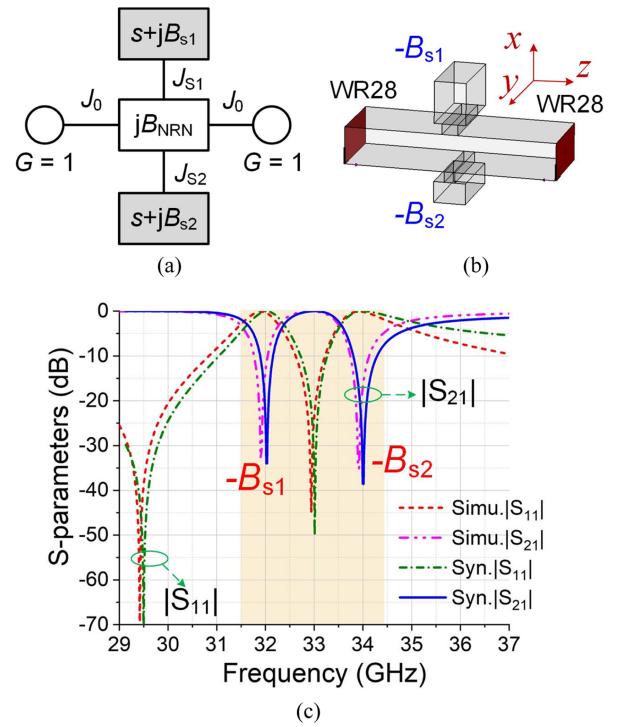 (a)
s+jBs1
JS1
J0
jBNRN
J0
G = 1
G = 1
JS2
s+jBs2
(b)
-Bs1
x
y
z
WR28
WR28
-Bs2
(c)
S-parameters (dB)
0
-10
-20
-30
-40
-50
-60
-70
|S21|
-Bs1
-Bs2
|S11|
Simu.|S11|
Simu.|S21|
Syn.|S11|
Syn.|S21|
29 30 31 32 33 34 35 36 37
Frequency (GHz)